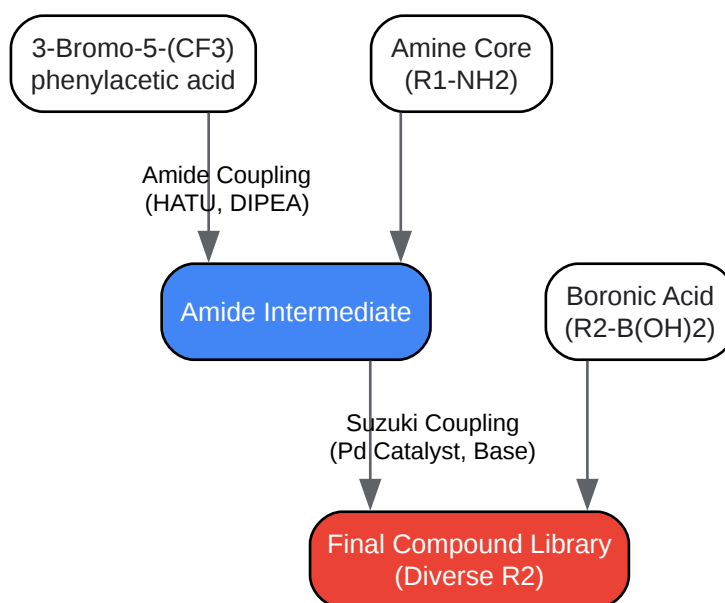 3-Bromo-5-(CF3)
phenylacetic acid
Amine Core
(R1-NH2)
Amide Coupling
(HATU, DIPEA)
Amide Intermediate
Boronic Acid
(R2-B(OH)2)
Suzuki Coupling
(Pd Catalyst, Base)
Final Compound Library
(Diverse R2)